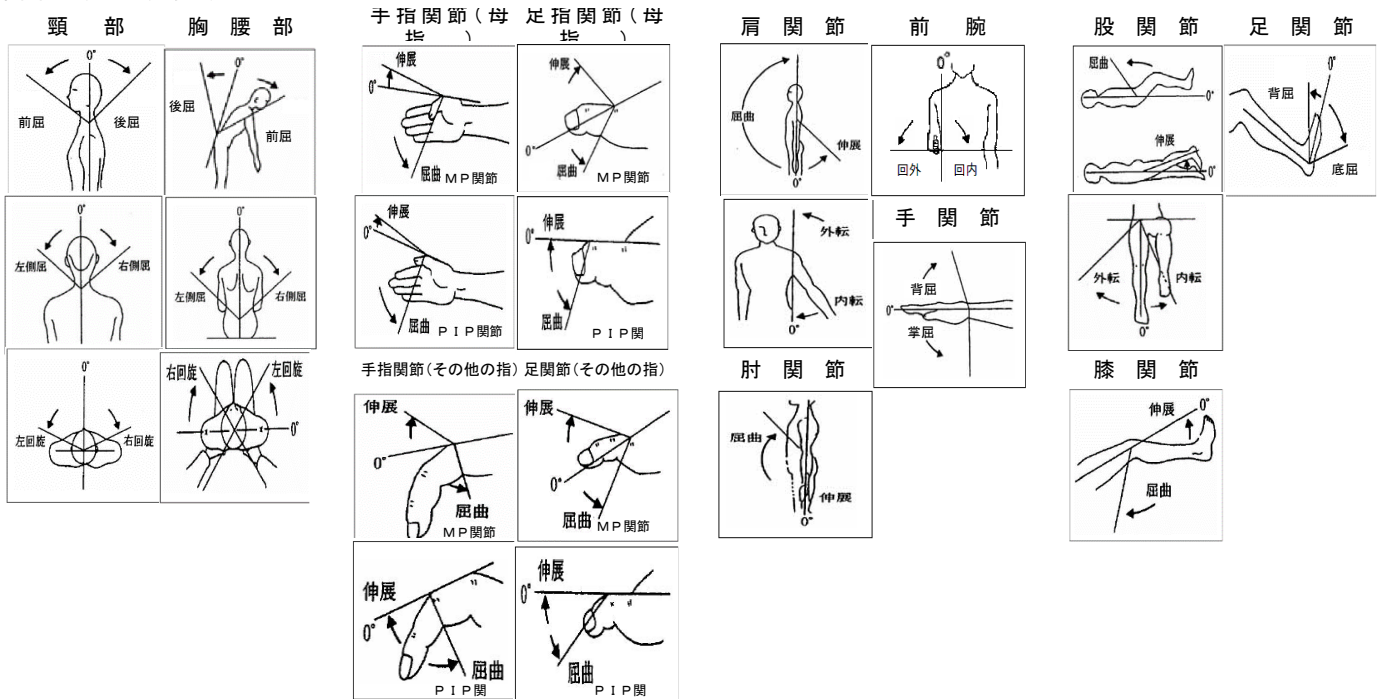 頸部
0°
前屈
後屈
胸腰部
0°
後屈
前屈
0°
左側屈
右側屈
0°
左側屈
右側屈
0°
左回旋
右回旋
右回旋
左回旋
0°
手指関節(母指)
伸展
0°
屈曲
MP関節
足指関節(母指)
伸展
0°
屈曲
MP関節
伸展
0°
屈曲
PIP関節
伸展
0°
屈曲
PIP関
手指関節(その他の指)
伸展
0°
屈曲
MP関節
足関節(その他の指)
伸展
0°
屈曲
MP関節
伸展
0°
屈曲
PIP関
伸展
0°
屈曲
PIP関
肩関節
屈曲
伸展
0°
前腕
0°
回外
回内
外転
内転
0°
手関節
背屈
0°
掌屈
肘関節
屈曲
伸展
0°
股関節
屈曲
0°
伸展
0°
足関節
0°
背屈
底屈
外転
内転
0°
膝関節
伸展
0°
屈曲